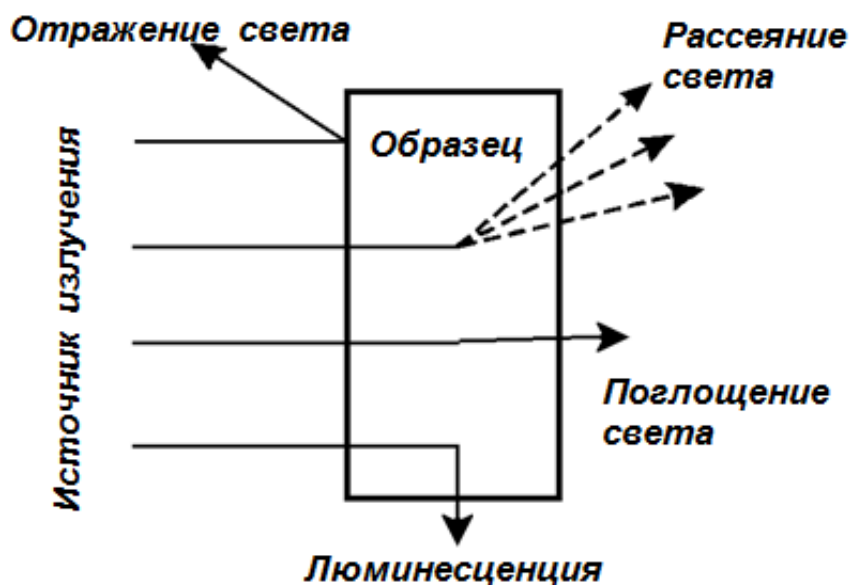 Отражение света
Рассеяние
света
Образец
Источник излучения
Поглощение
света
Люминесценция